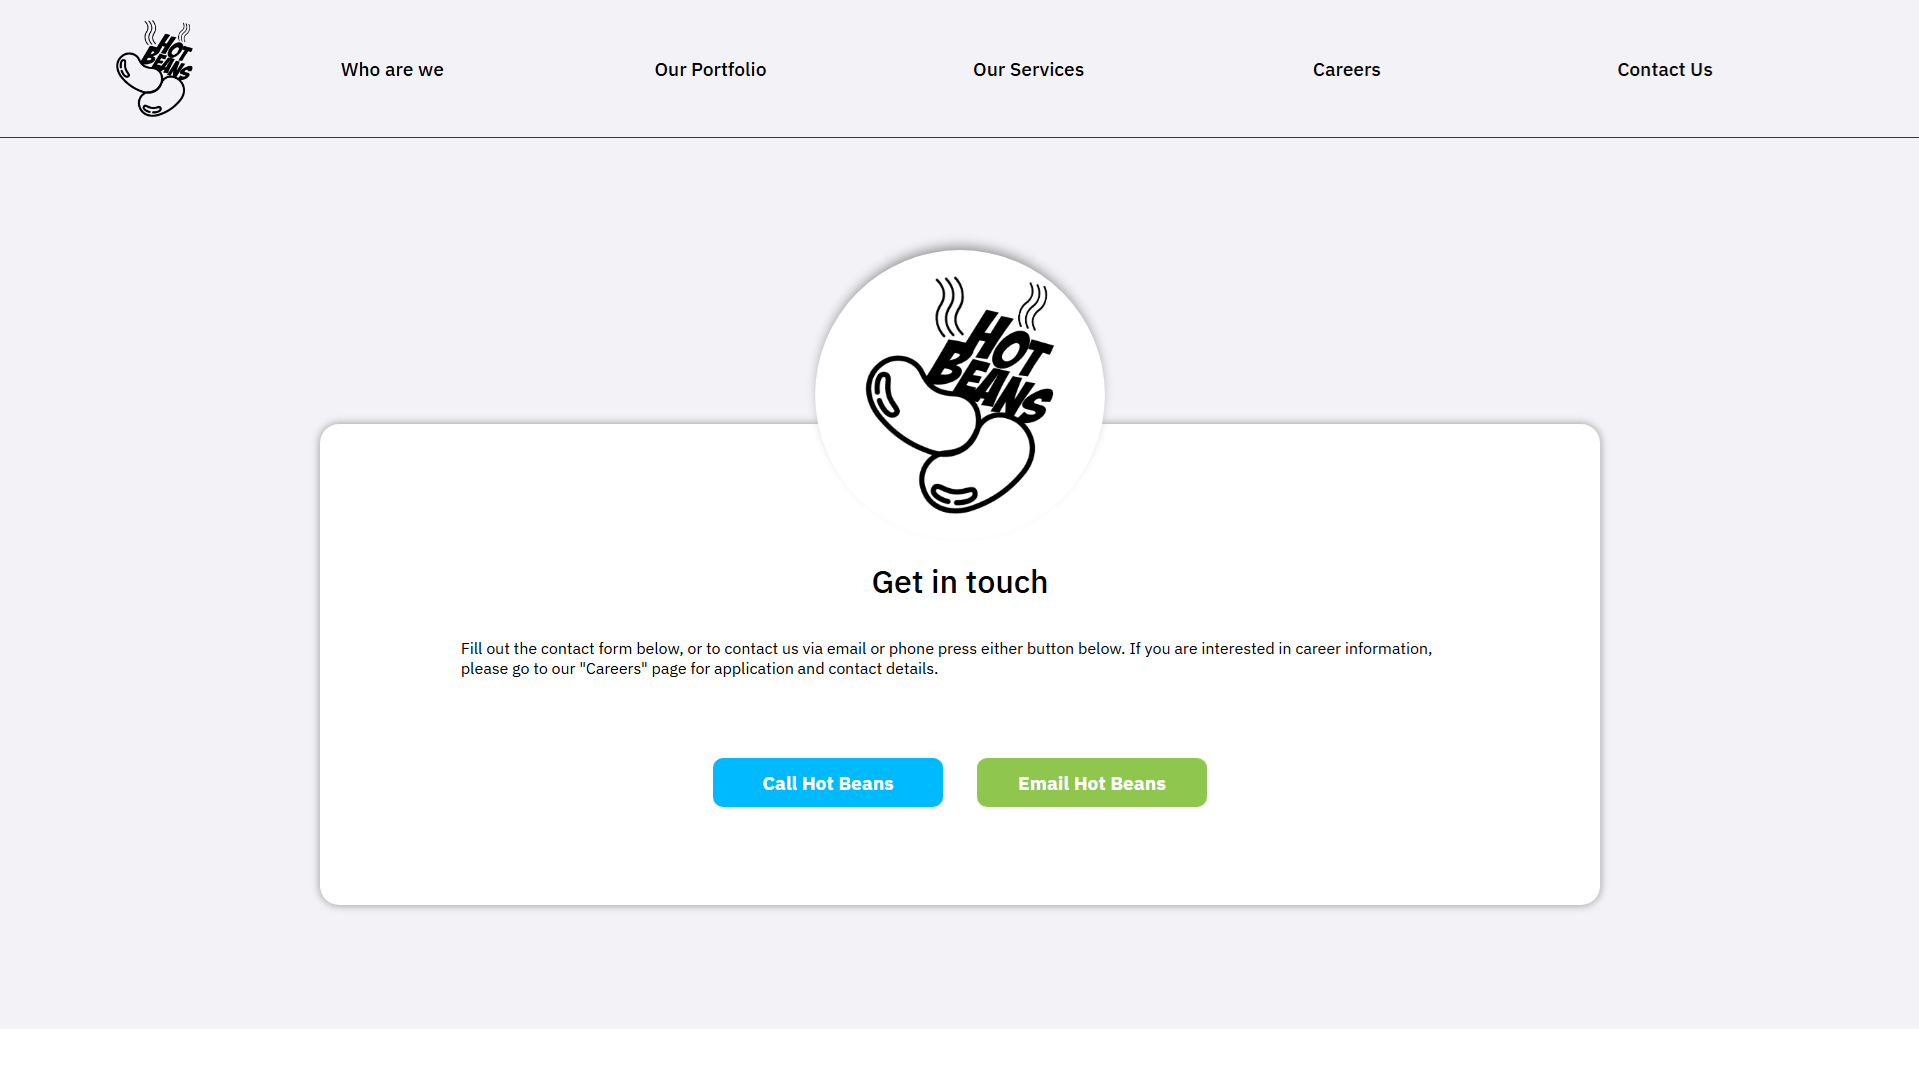 HOT
BEANS
Who are we
Our Portfolio
Our Services
Careers
Contact Us
HOT
BEANS
Get in touch
Fill out the contact form below, or to contact us via email or phone press either button below. If you are interested in career information,
please go to our "Careers" page for application and contact details.
Call Hot Beans
Email Hot Beans